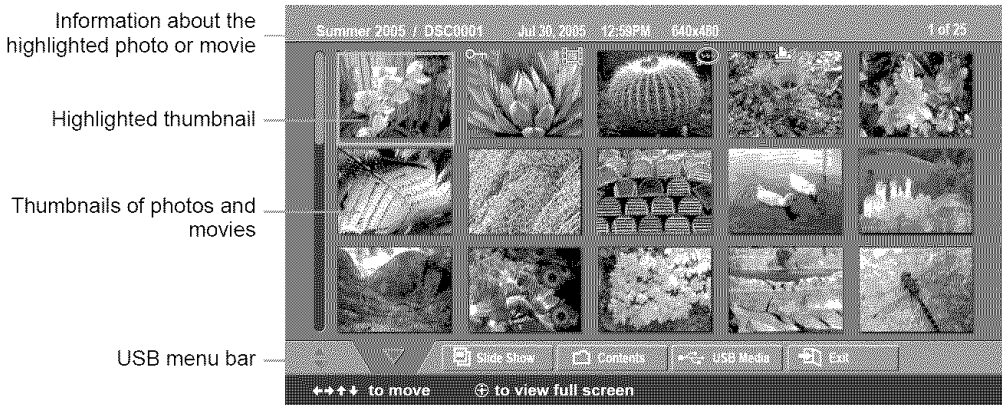 Information about the
highlighted photo or movie
Summer 2005 / DSC0001 Jul 30, 2005 12:59PM 640x480 1 of 25
Highlighted thumbnail
Thumbnails of photos and
movies
USB menu bar
Slide Show Contents USB Media Exit
to move to view full screen